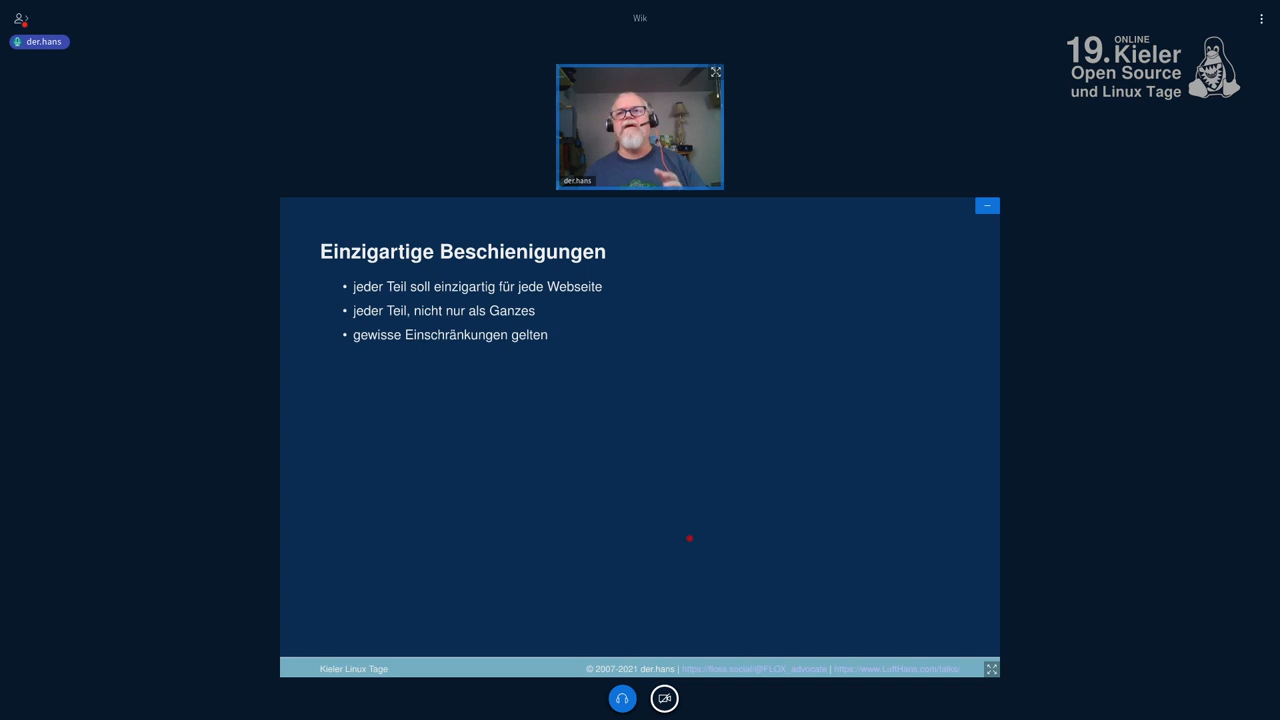 Wik
der.hans
19. ONLINE Kieler
Open Source
und Linux Tage
der.hans
Einzigartige Beschienigungen
• jeder Teil soll einzigartig für jede Webseite
• jeder Teil, nicht nur als Ganzes
• gewisse Einschränkungen gelten
Kieler Linux Tage
© 2007-2021 der.hans | https://floss.social/@FLOX_advocate | https://www.LuftHans.com/talks/